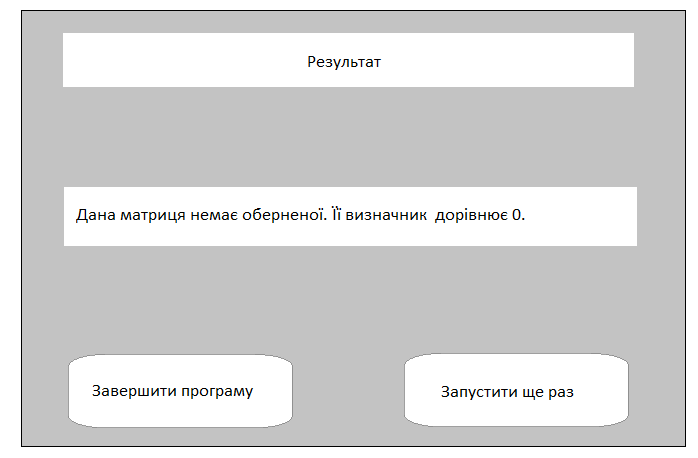 Результат
Дана матриця немає оберненої. Її визначник  дорівнює 0.
Завершити програму
Запустити ще раз